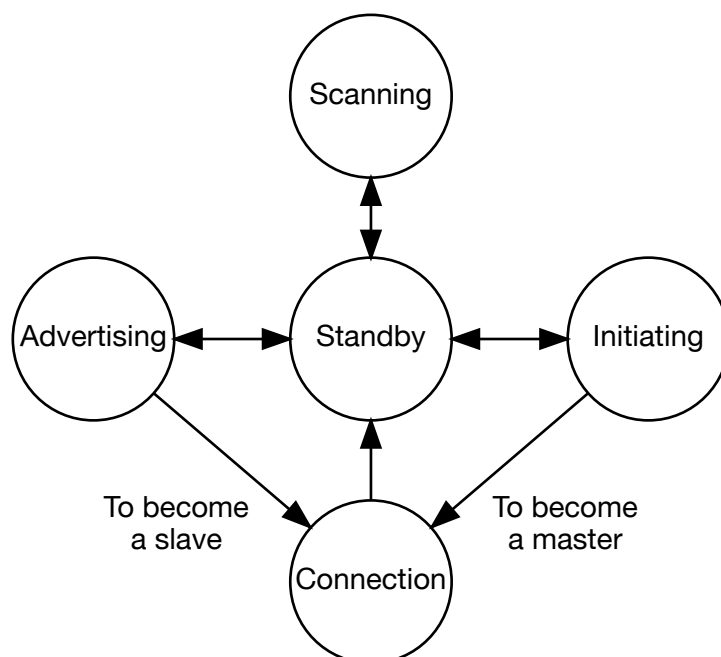 Scanning
Advertising
Standby
Initiating
To become
a slave
To become
a master
Connection